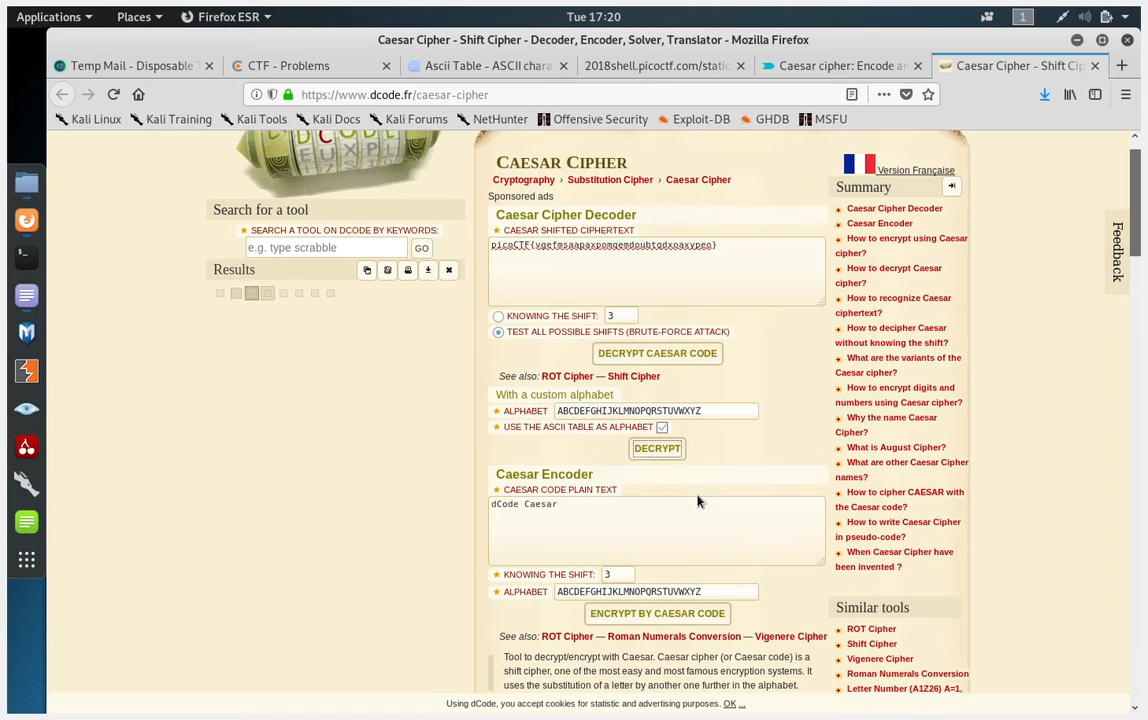 Applications
Places
Firefox ESR
Tue 17:20
1
Caesar Cipher - Shift Cipher - Decoder, Encoder, Solver, Translator - Mozilla Firefox
Temp Mail - Disposable
CTF - Problems
Ascii Table - ASCII chara
2018shell.picoctf.com/static
Caesar cipher: Encode an
Caesar Cipher - Shift Cip
https://www.dcode.fr/caesar-cipher
Kali Linux
Kali Training
Kali Tools
Kali Docs
Kali Forums
NetHunter
Offensive Security
Exploit-DB
GHDB
MSFU
CAESAR CIPHER
Cryptography › Substitution Cipher › Caesar Cipher
Sponsored ads
Version Française
Search for a tool
SEARCH A TOOL ON DCODE BY KEYWORDS:
e.g. type scrabble
GO
Results
Caesar Cipher Decoder
CAESAR SHIFTED CIPHERTEXT
picoCTF{vgefmsaapaxpomqemdoubtqdxoaxypeo}
KNOWING THE SHIFT: 3
TEST ALL POSSIBLE SHIFTS (BRUTE-FORCE ATTACK)
DECRYPT CAESAR CODE
See also: ROT Cipher — Shift Cipher
With a custom alphabet
ALPHABET ABCDEFGHIJKLMNOPQRSTUVWXYZ
USE THE ASCII TABLE AS ALPHABET
DECRYPT
Caesar Encoder
CAESAR CODE PLAIN TEXT
dCode Caesar
KNOWING THE SHIFT: 3
ALPHABET ABCDEFGHIJKLMNOPQRSTUVWXYZ
ENCRYPT BY CAESAR CODE
See also: ROT Cipher — Roman Numerals Conversion — Vigenere Cipher
Tool to decrypt/encrypt with Caesar. Caesar cipher (or Caesar code) is a
shift cipher, one of the most easy and most famous encryption systems. It
uses the substitution of a letter by another one further in the alphabet.
Summary
Caesar Cipher Decoder
Caesar Encoder
How to encrypt using Caesar
cipher?
How to decrypt Caesar
cipher?
How to recognize Caesar
ciphertext?
How to decipher Caesar
without knowing the shift?
What are the variants of the
Caesar cipher?
How to encrypt digits and
numbers using Caesar cipher?
Why the name Caesar
Cipher?
What is August Cipher?
What are other Caesar Cipher
names?
How to cipher CAESAR with
the Caesar code?
How to write Caesar Cipher
in pseudo-code?
When Caesar Cipher have
been invented ?
Similar tools
ROT Cipher
Shift Cipher
Vigenere Cipher
Roman Numerals Conversion
Letter Number (A1Z26) A=1,
Feedback
Using dCode, you accept cookies for statistic and advertising purposes. OK ...